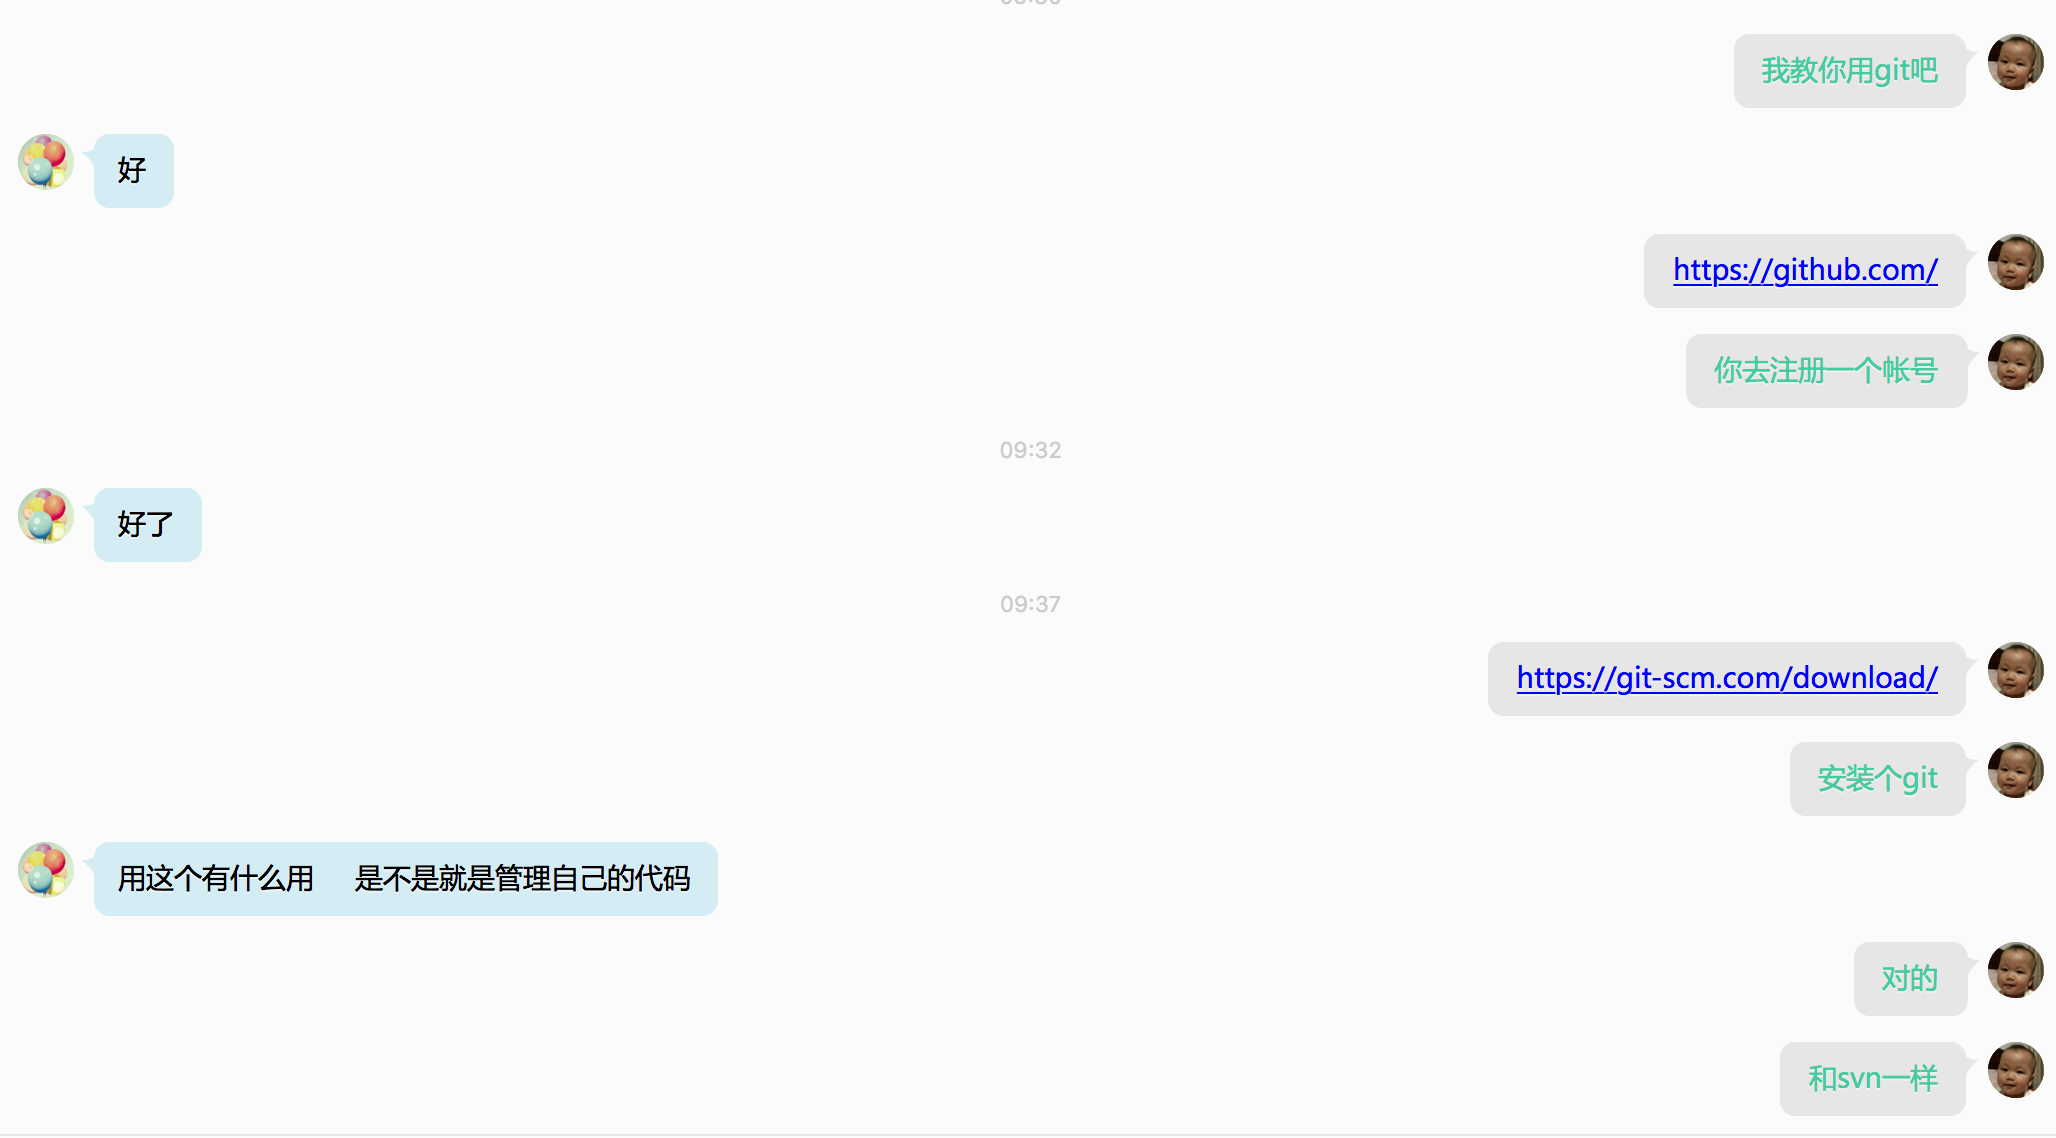 我教你用git吧
好
https://github.com/
你去注册一个帐号
09:32
好了
09:37
https://git-scm.com/download/
安装个git
用这个有什么用 是不是就是管理自己的代码
对的
和svn一样